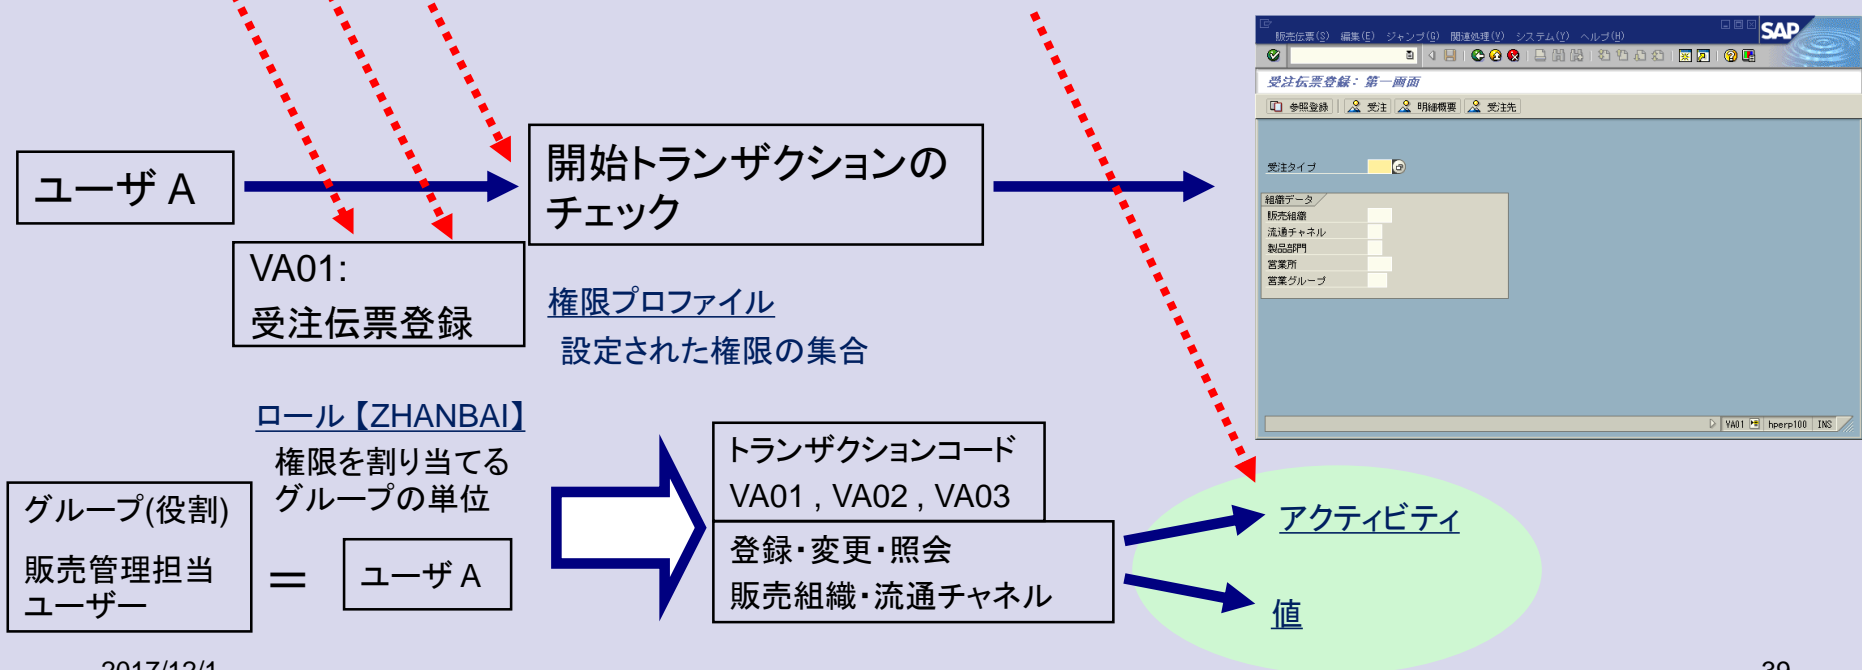 販売伝票(S) 編集(E) ジャンプ(G) 関連処理(Y) システム(Y) ヘルプ(H)
SAP
受注伝票登録: 第一画面
参照登録 受注 明細概要 受注先
受注タイプ
組織データ
販売組織
流通チャネル
製品部門
営業所
営業グループ
VA01 hperp100 INS
ユーザ A
開始トランザクションの
チェック
VA01:
受注伝票登録
権限プロファイル
設定された権限の集合
ロール【ZHANBAI】
権限を割り当てる
グループの単位
グループ(役割)
販売管理担当
ユーザー
＝
ユーザ A
トランザクションコード
VA01 , VA02 , VA03
登録・変更・照会
販売組織・流通チャネル
アクティビティ
値
2017/12/1
39